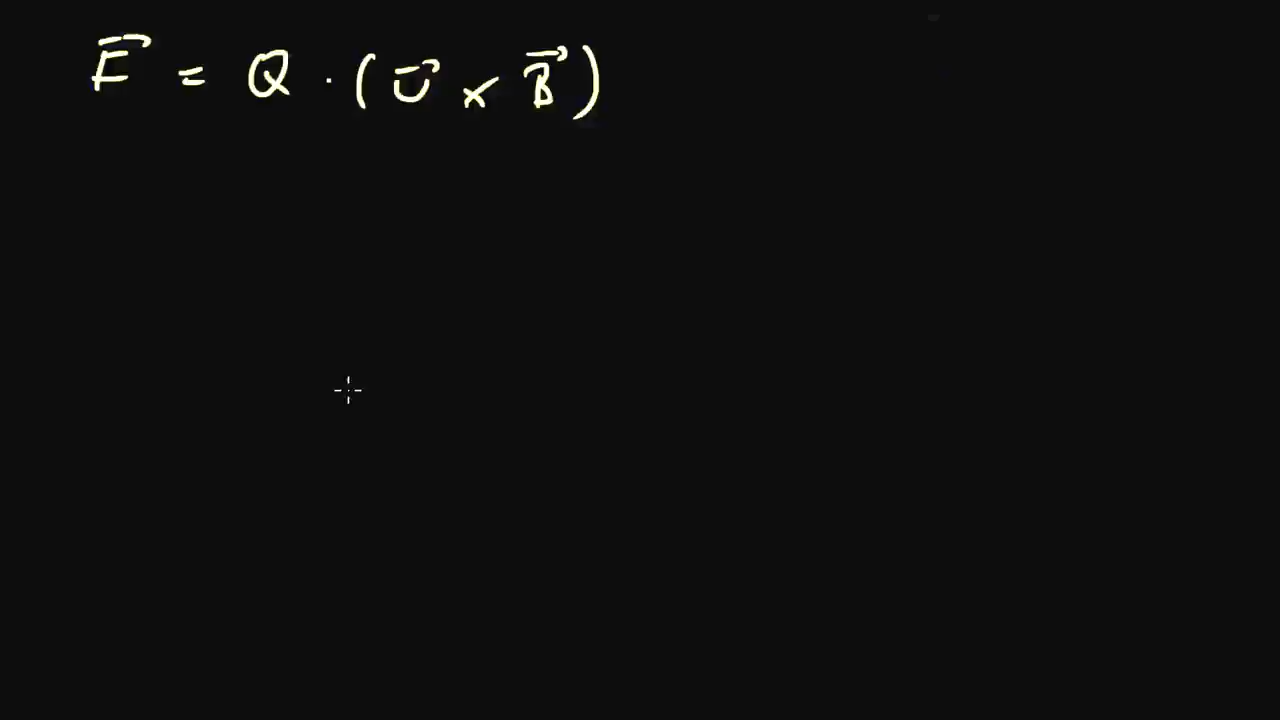 F⃗ = Q · (v⃗ × B⃗)